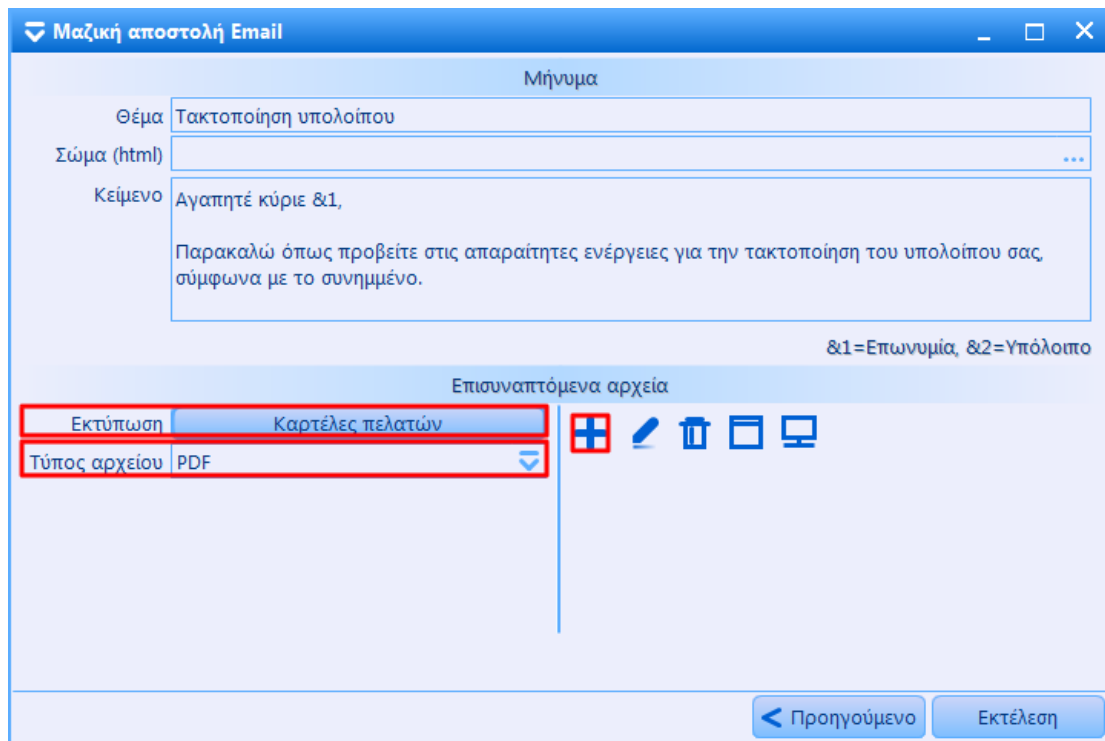 Μαζική αποστολή Email
Μήνυμα
Θέμα Τακτοποίηση υπολοίπου
Σώμα (html) ...
Κείμενο Αγαπητέ κύριε &1,
Παρακαλώ όπως προβείτε στις απαραίτητες ενέργειες για την τακτοποίηση του υπολοίπου σας,
σύμφωνα με το συνημμένο.
&1=Επωνυμία, &2=Υπόλοιπο
Επισυναπτόμενα αρχεία
Εκτύπωση Καρτέλες πελατών
Τύπος αρχείου PDF
Προηγούμενο Εκτέλεση